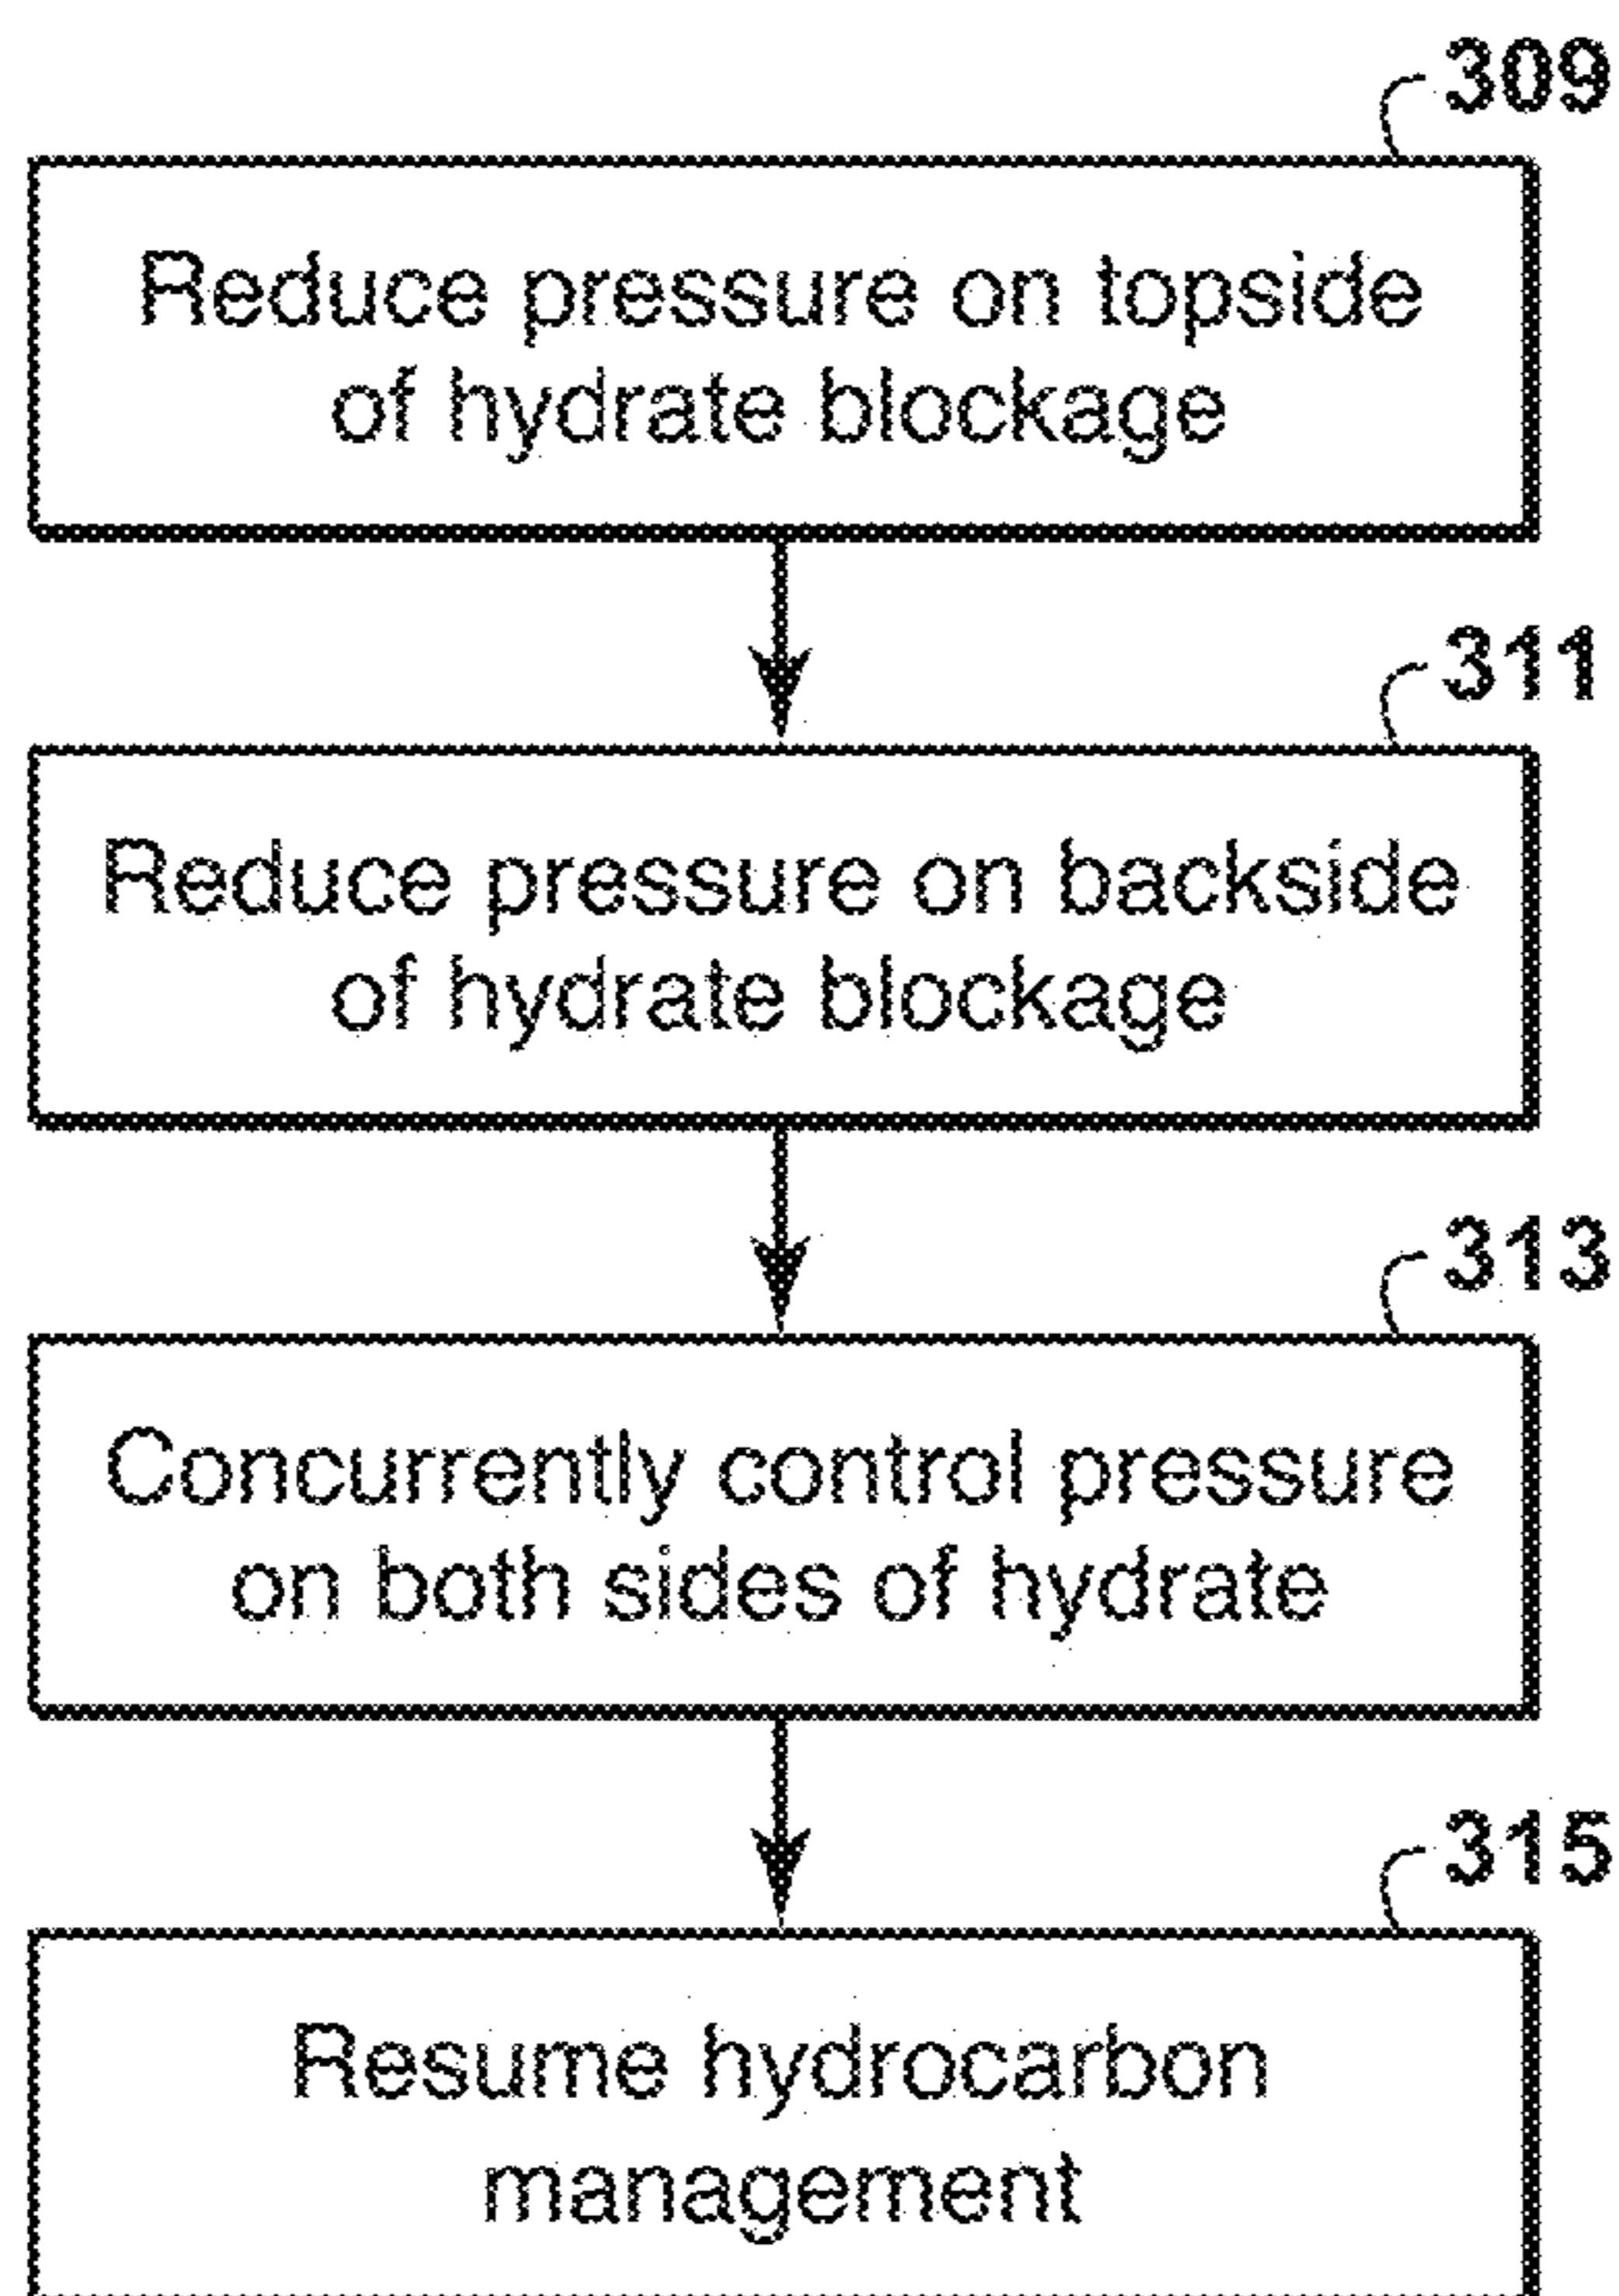 309
Reduce pressure on topside
of hydrate blockage
311
Reduce pressure on backside
of hydrate blockage
313
Concurrently control pressure
on both sides of hydrate
315
Resume hydrocarbon
management